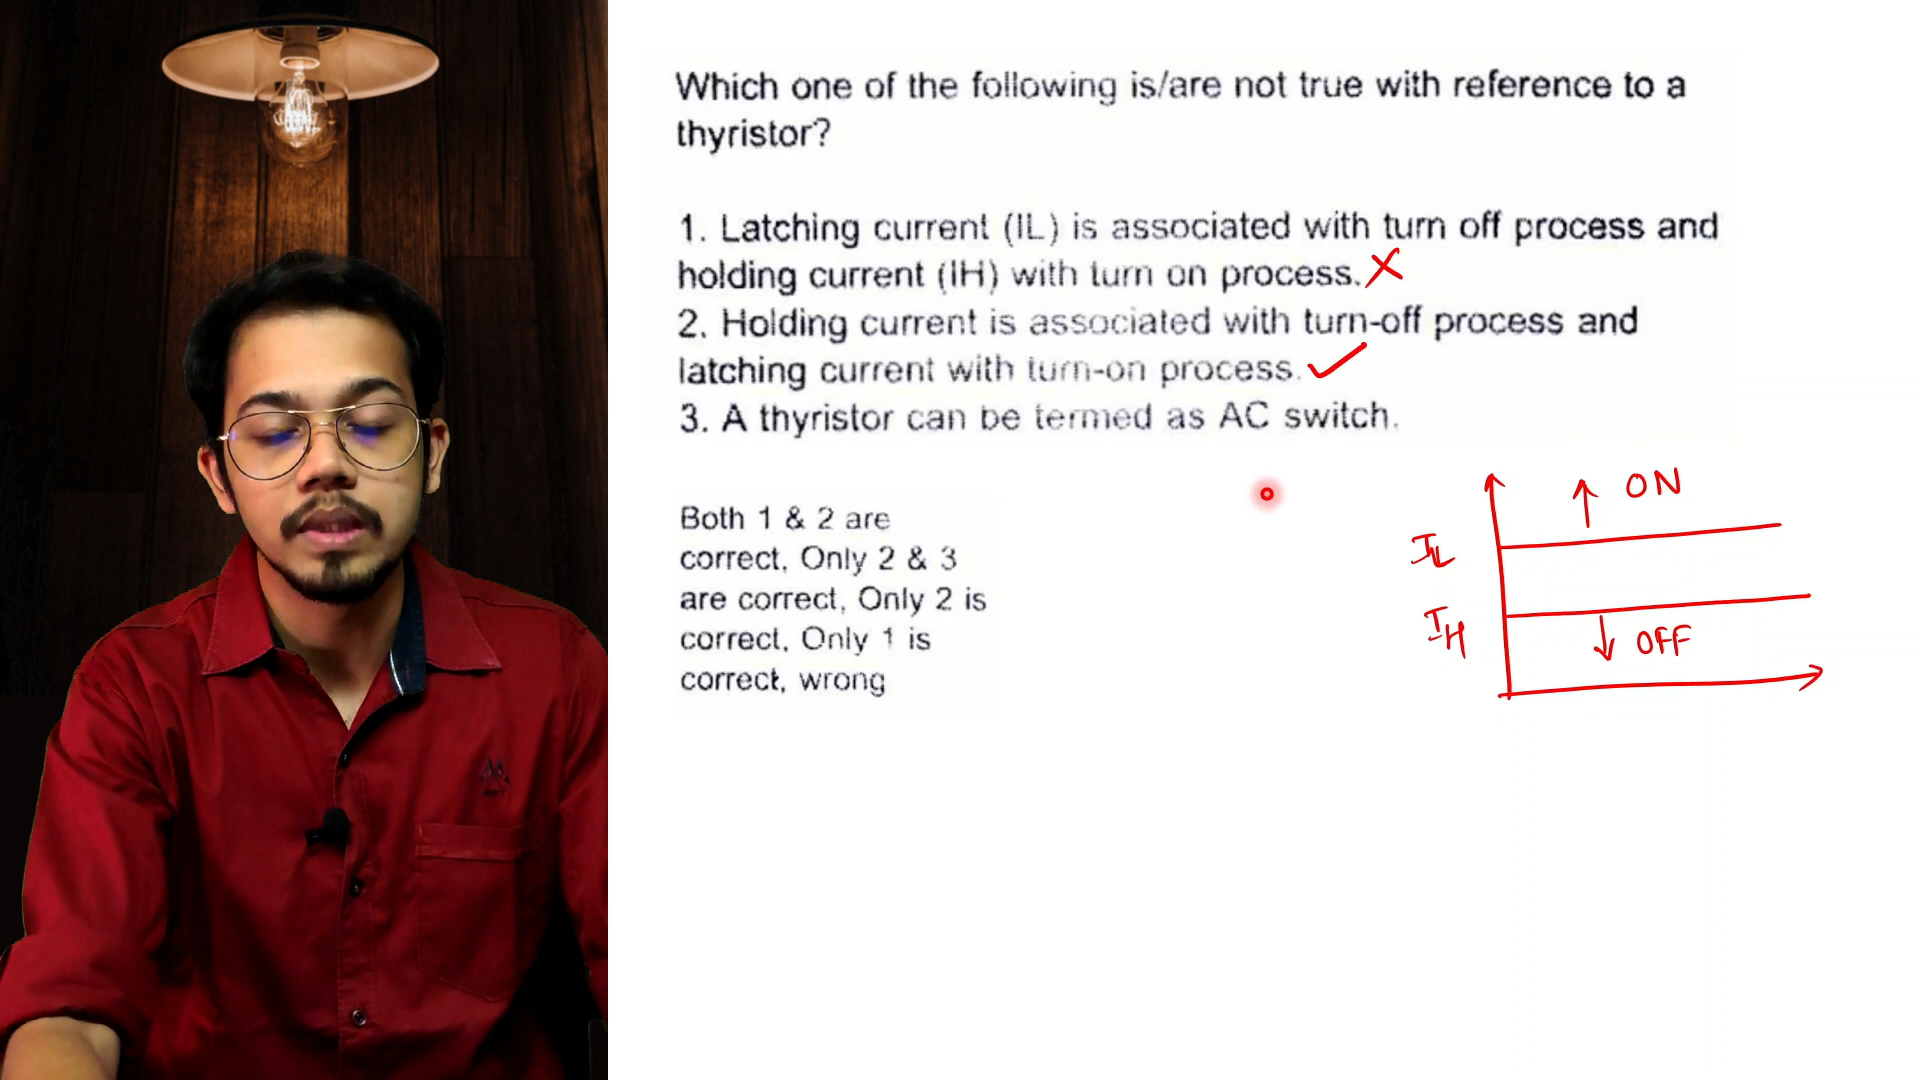 Which one of the following is/are not true with reference to a
thyristor?
1. Latching current (IL) is associated with turn off process and
holding current (IH) with turn on process.
2. Holding current is associated with turn-off process and
latching current with turn-on process.
3. A thyristor can be termed as AC switch.
Both 1 & 2 are
correct, Only 2 & 3
are correct, Only 2 is
correct, Only 1 is
correct, wrong
ON
IL
IH
OFF